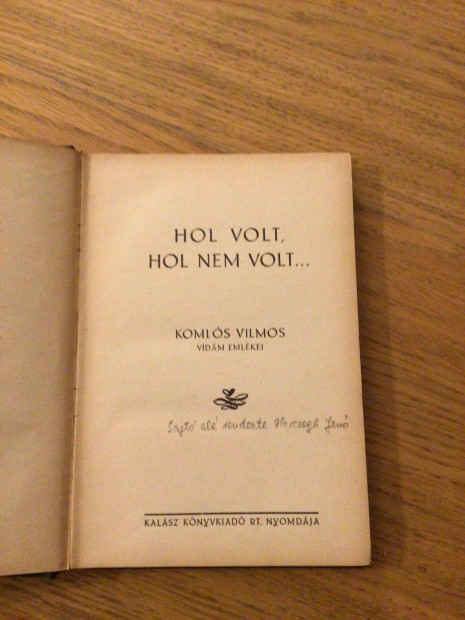 HOL VOLT,
HOL NEM VOLT...
KOMLÓS VILMOS
VIDÁM EMLÉKEI
Sajtó alá rendezte Herczegh Jenő
KALÁSZ KÖNYVKIADÓ RT. NYOMDÁJA